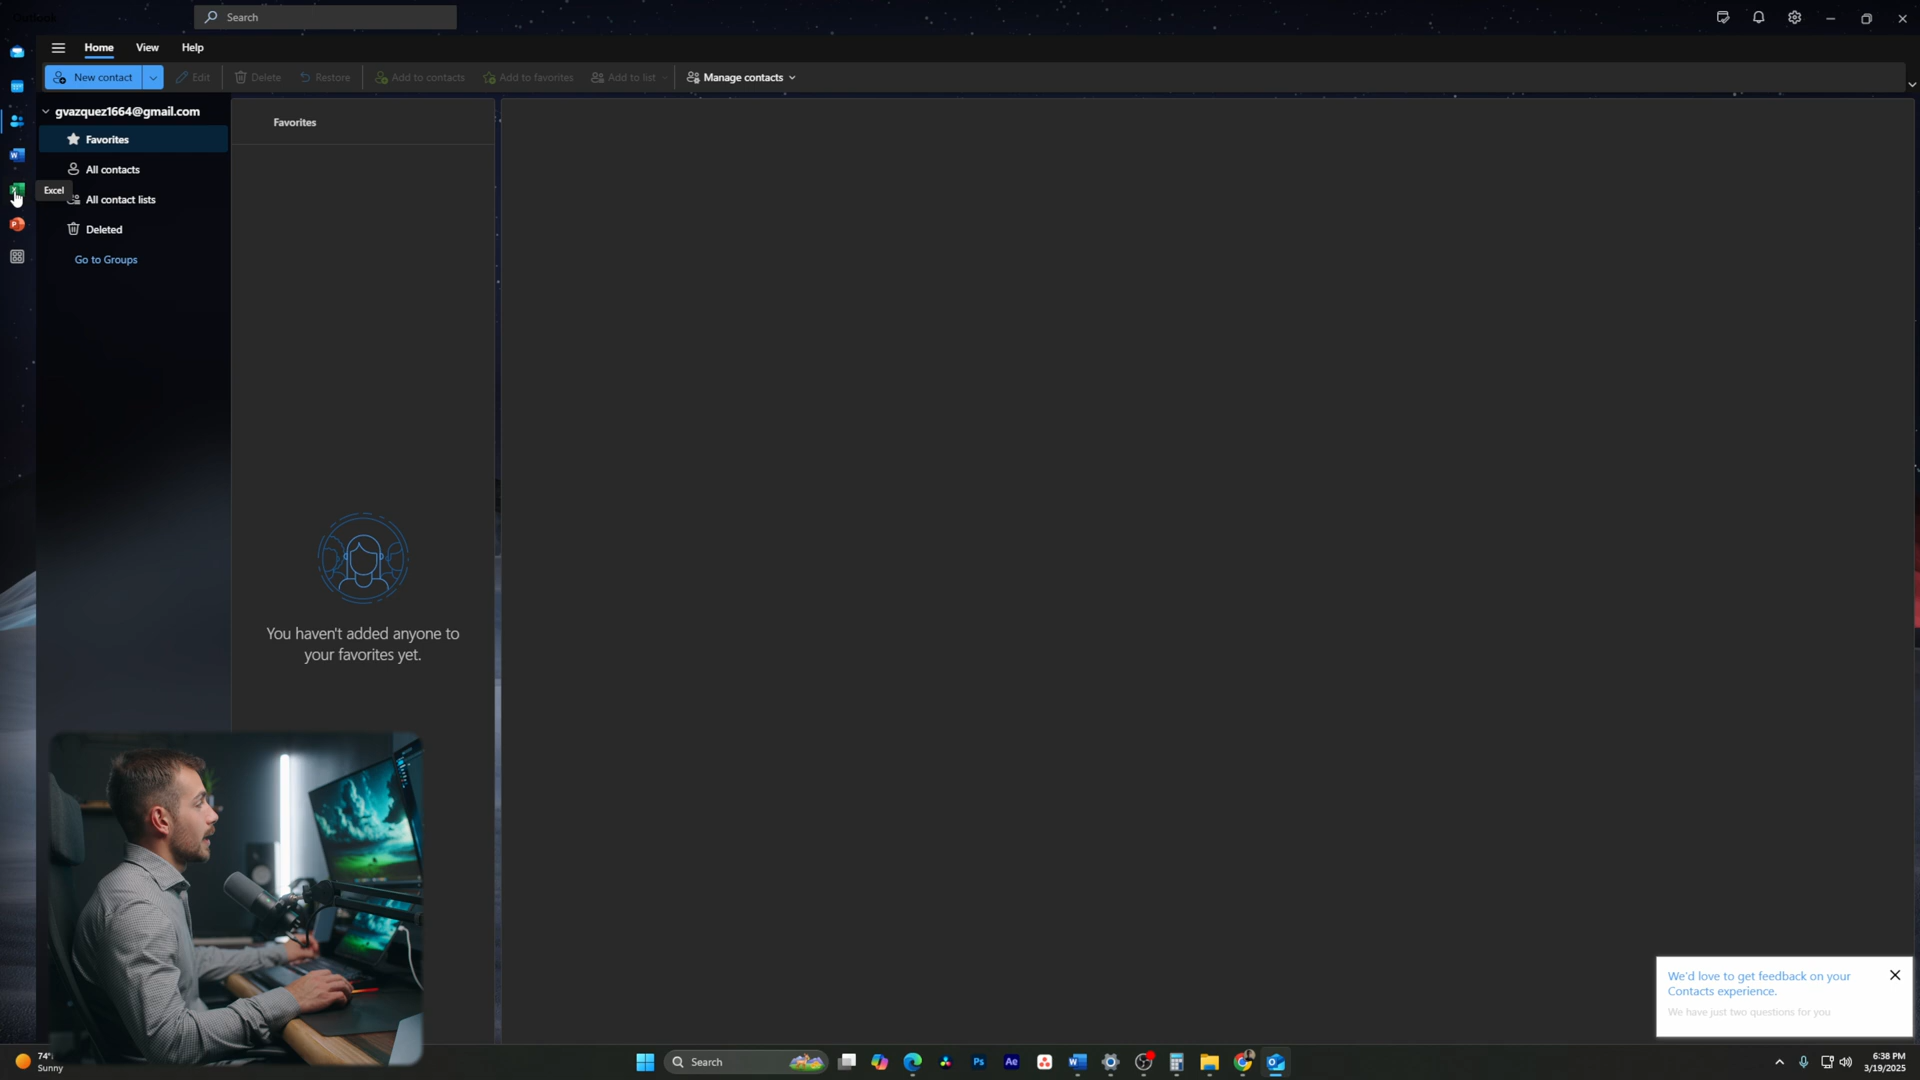 Outlook
Search
Home View Help
New contact Edit Delete Restore Add to contacts Add to favorites Add to list Manage contacts
gvazquez1664@gmail.com
Favorites
All contacts
Excel
All contact lists
Deleted
Go to Groups
Favorites
You haven't added anyone to
your favorites yet.
We'd love to get feedback on your
Contacts experience.
We have just two questions for you
74°
Sunny
Search
Ps
Ae
6:38 PM
3/19/2025